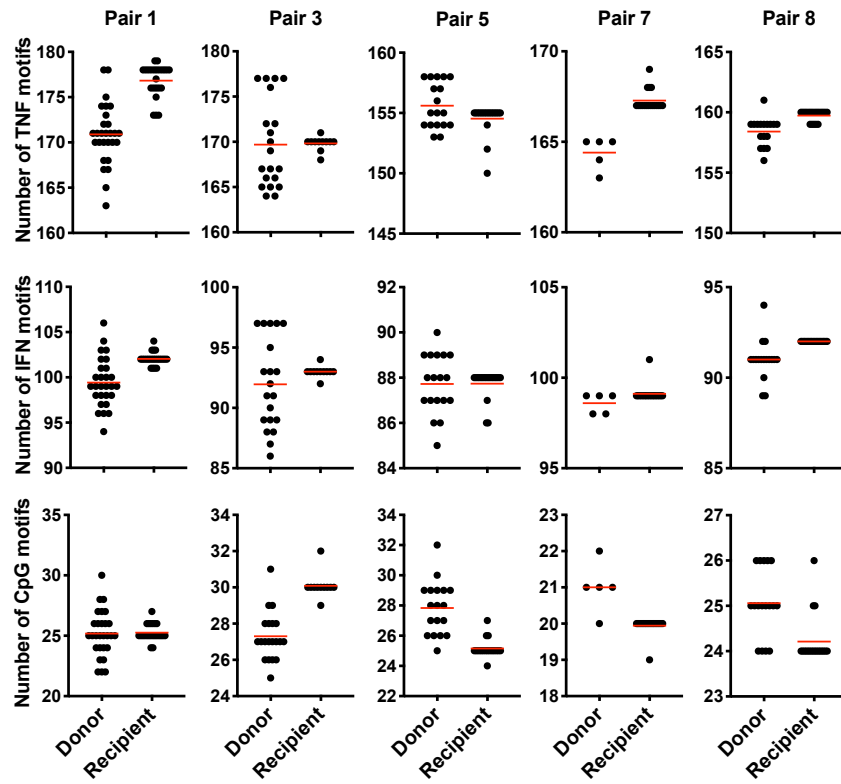 Pair 1 Pair 3 Pair 5 Pair 7 Pair 8
Number of TNF motifs
180 180 160 170 165
175 175
155 160
170 170 165
150 155
165 165
160 160 145 160 150
Number of IFN motifs
110 100 92 105 95
105 95 90
100 88 100 90
90 86
95
90 85 84 95 85
Number of CpG motifs
35 34 34 23 27
32 32 22
30 30 26
30 28 21
25 28 26 20 25
26 24 19 24
20 24 22 18 23
Donor Recipient Donor Recipient Donor Recipient Donor Recipient Donor Recipient